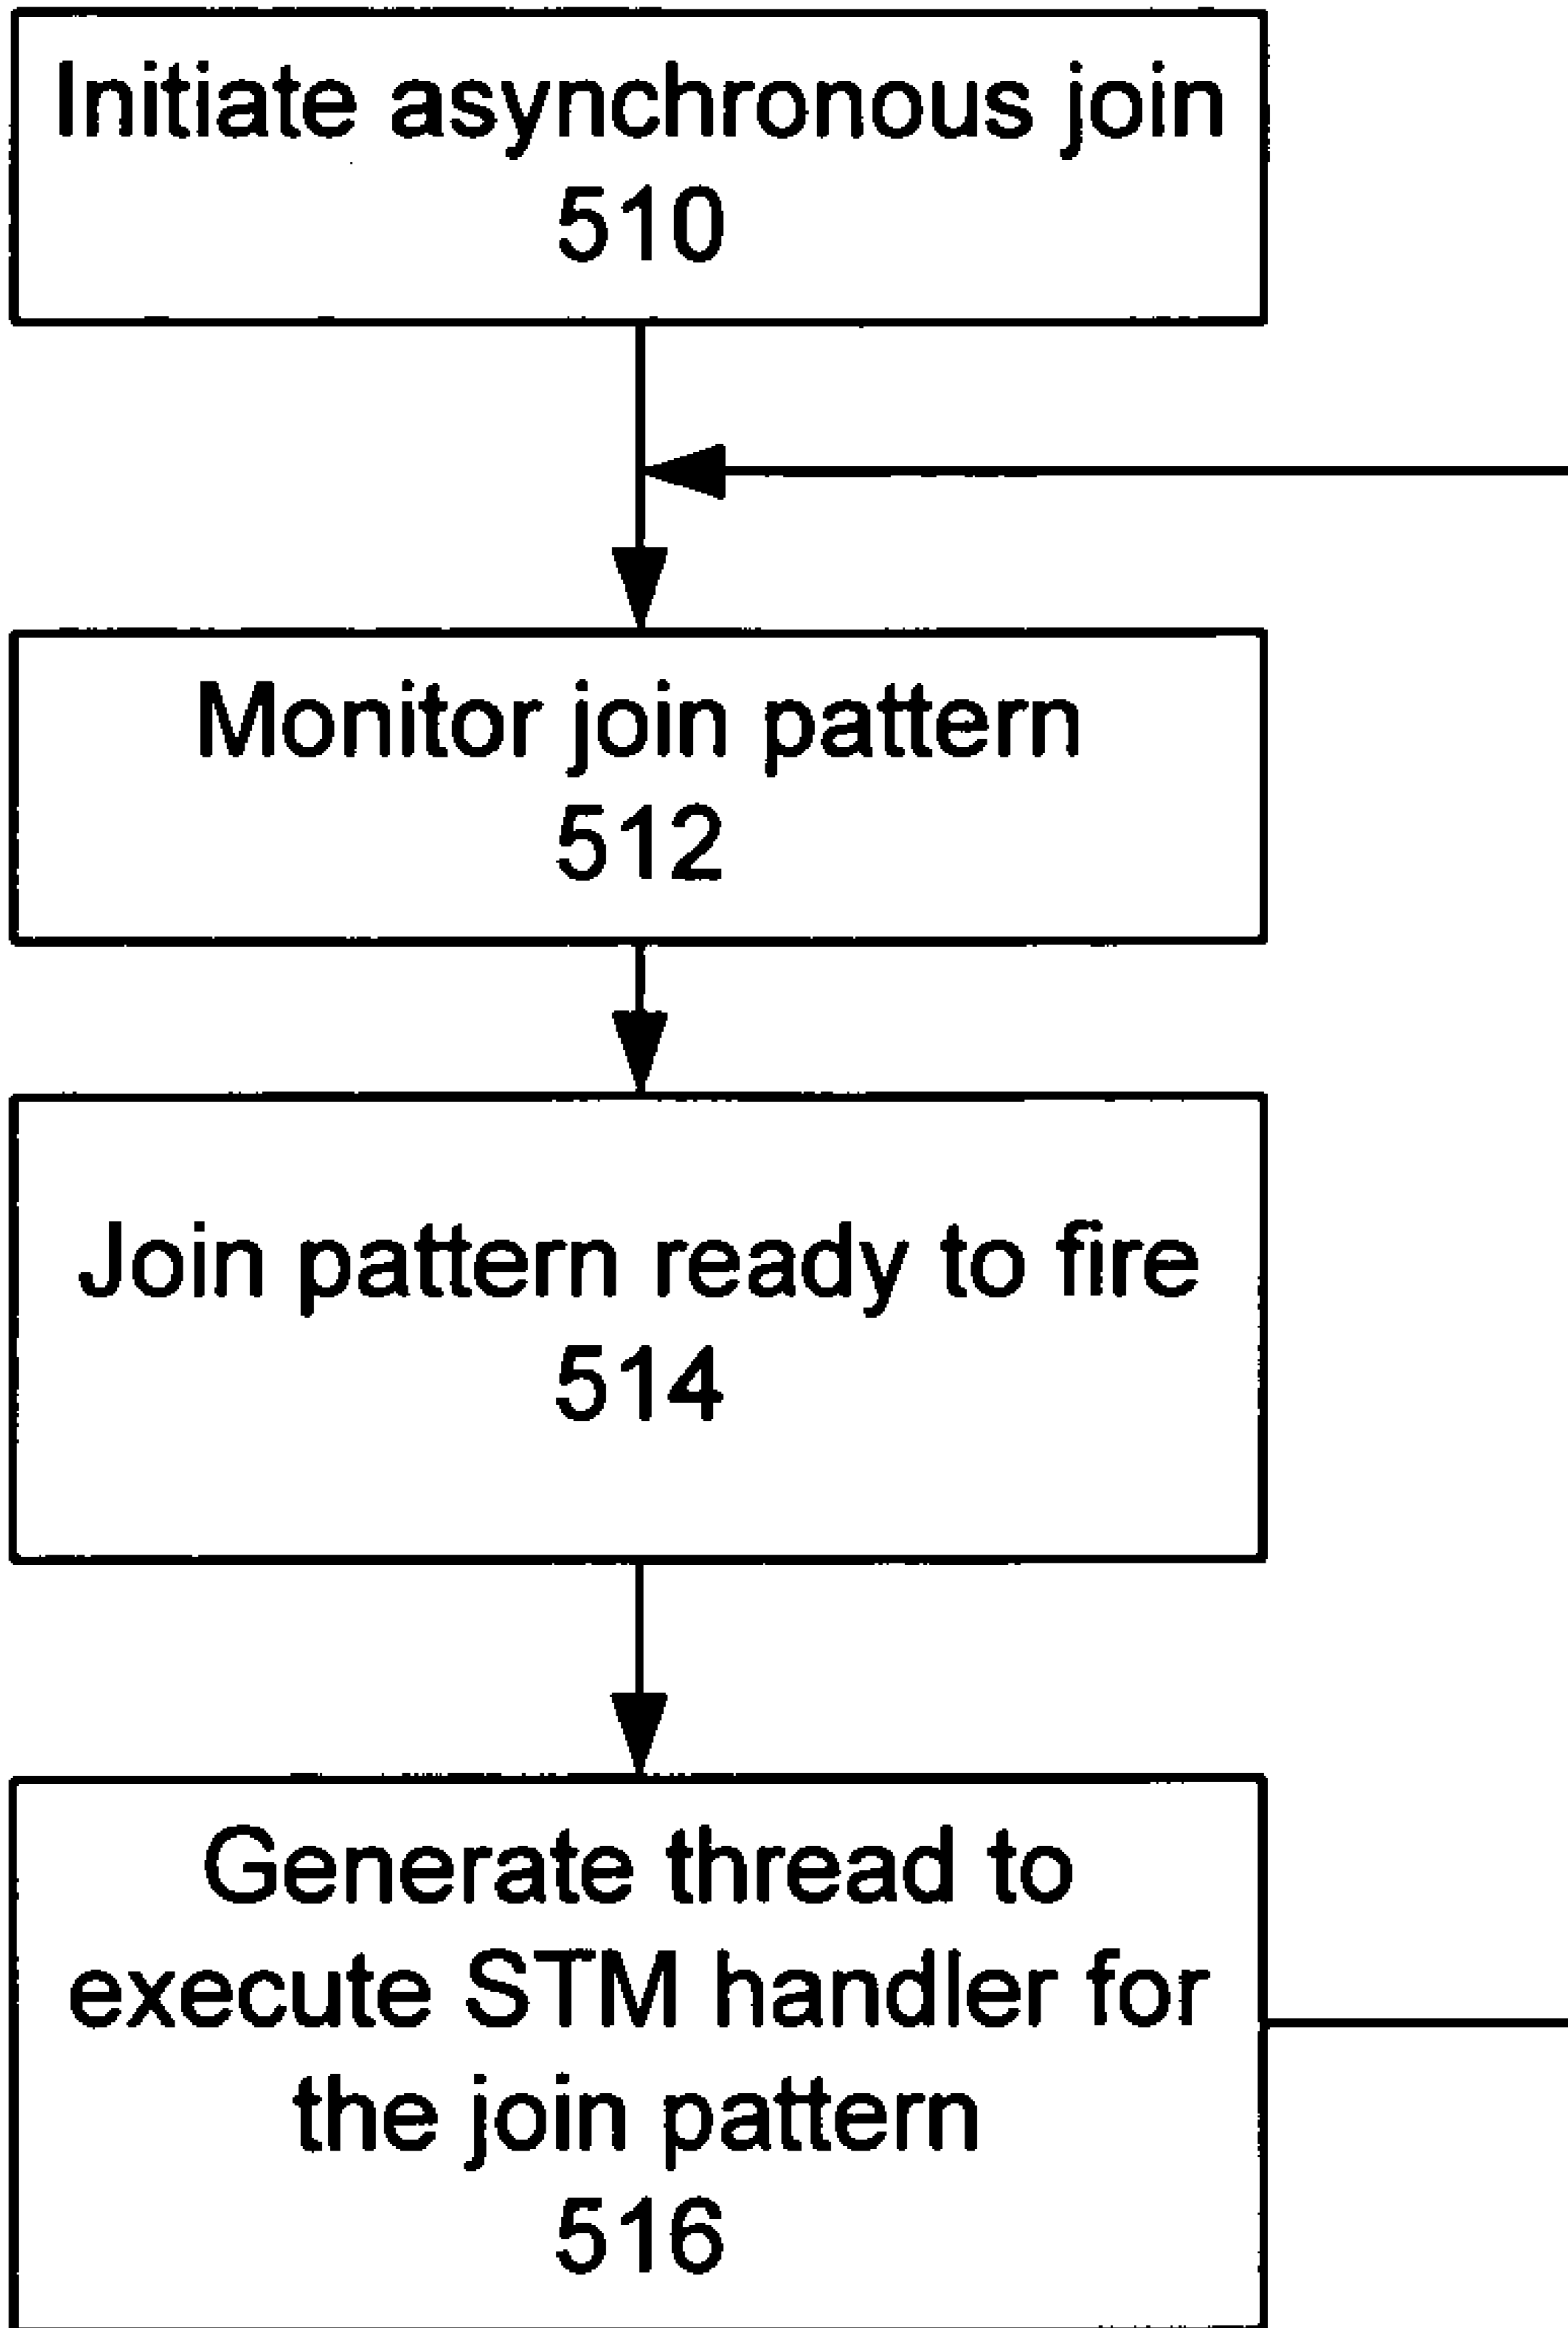 Initiate asynchronous join
510
Monitor join pattern
512
Join pattern ready to fire
514
Generate thread to
execute STM handler for
the join pattern
516